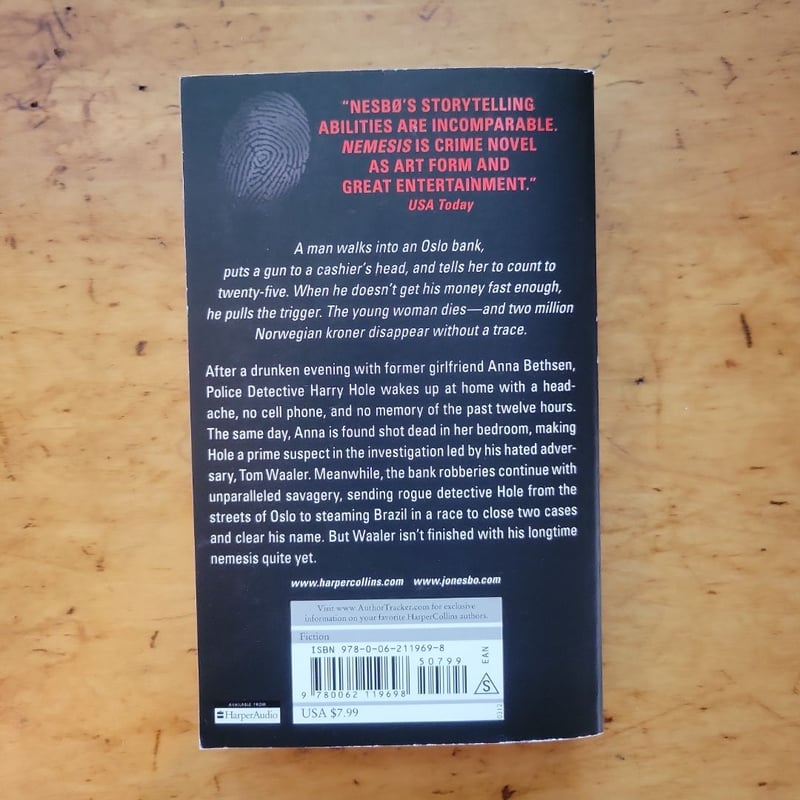 "NESBØ'S STORYTELLING
ABILITIES ARE INCOMPARABLE.
NEMESIS IS CRIME NOVEL
AS ART FORM AND
GREAT ENTERTAINMENT."
USA Today
A man walks into an Oslo bank,
puts a gun to a cashier's head, and tells her to count to
twenty-five. When he doesn't get his money fast enough,
he pulls the trigger. The young woman dies—and two million
Norwegian kroner disappear without a trace.
After a drunken evening with former girlfriend Anna Bethsen,
Police Detective Harry Hole wakes up at home with a head-
ache, no cell phone, and no memory of the past twelve hours.
The same day, Anna is found shot dead in her bedroom, making
Hole a prime suspect in the investigation led by his hated adver-
sary, Tom Waaler. Meanwhile, the bank robberies continue with
unparalleled savagery, sending rogue detective Hole from the
streets of Oslo to steaming Brazil in a race to close two cases
and clear his name. But Waaler isn't finished with his longtime
nemesis quite yet.
www.harpercollins.com www.jonesbo.com
Visit www.AuthorTracker.com for exclusive
information on your favorite HarperCollins authors.
Fiction
ISBN 978-0-06-211969-8
50799
EAN
S
9 780062 119698
USA $7.99
0312
AVAILABLE FROM
HarperAudio